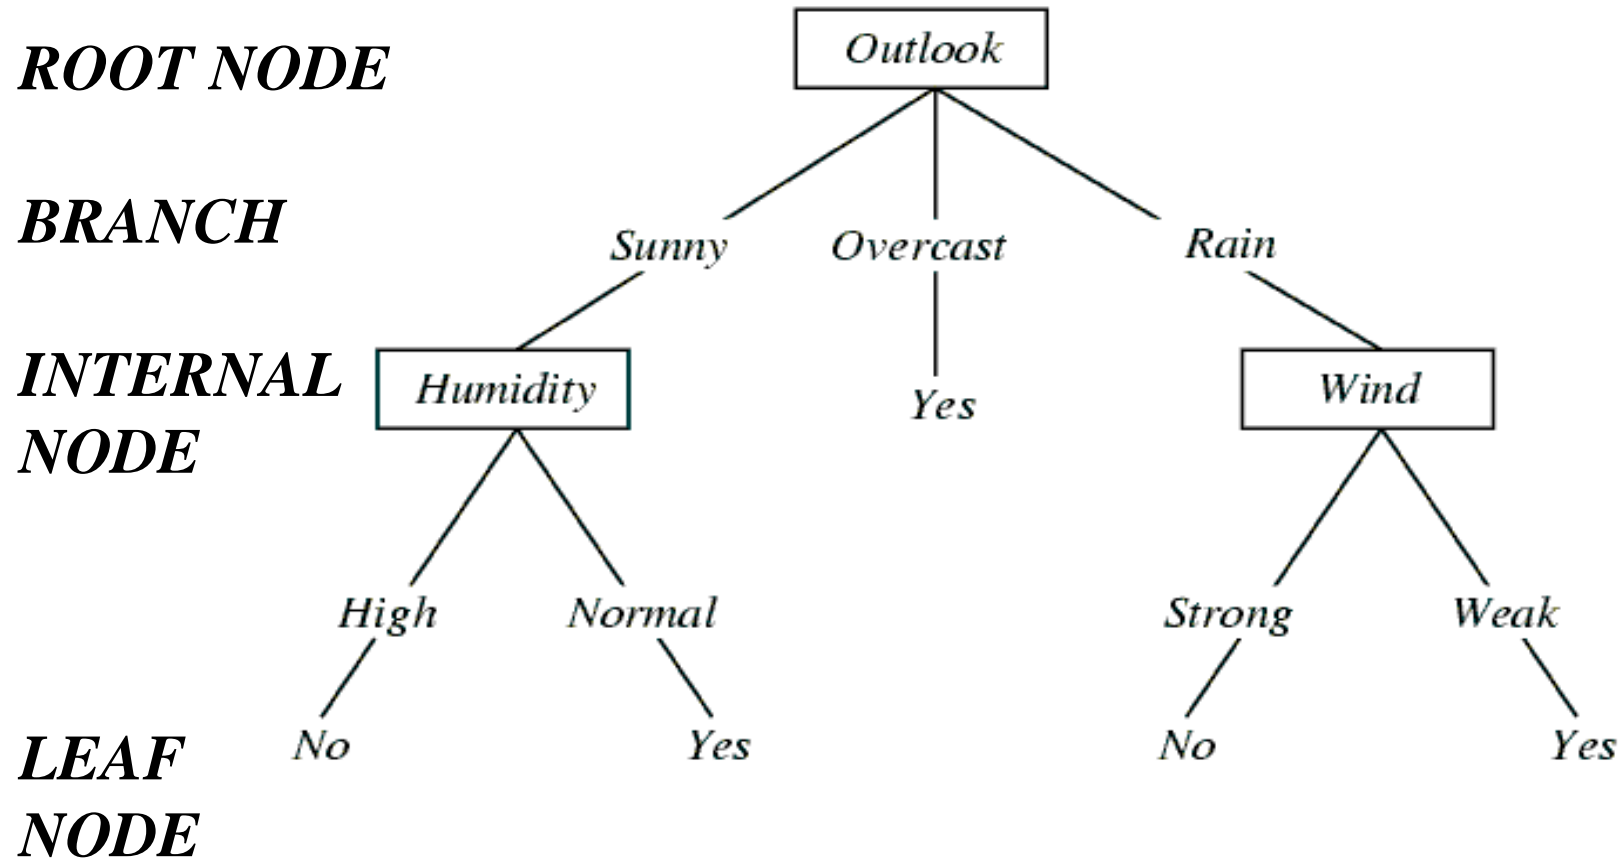 ROOT NODE
Outlook
BRANCH
Sunny
Overcast
Rain
INTERNAL
NODE
Humidity
Yes
Wind
High
Normal
Strong
Weak
LEAF
NODE
No
Yes
No
Yes